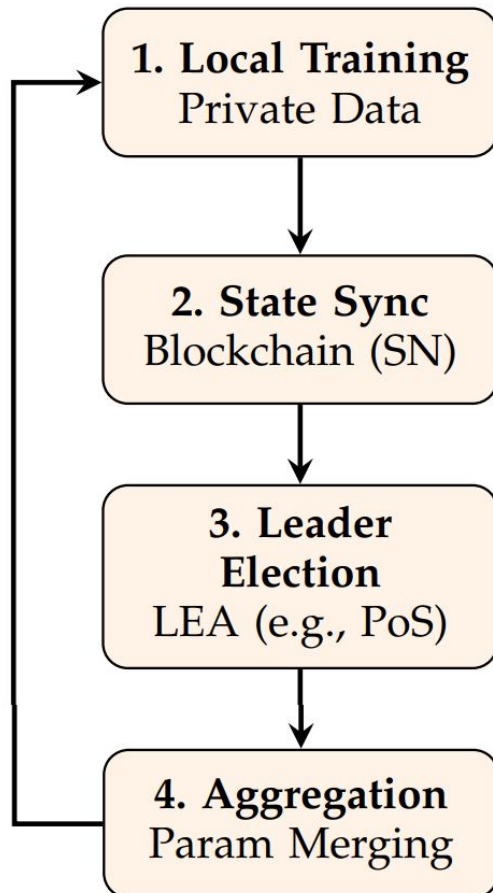 1. Local Training
Private Data
2. State Sync
Blockchain (SN)
3. Leader
Election
LEA (e.g., PoS)
4. Aggregation
Param Merging